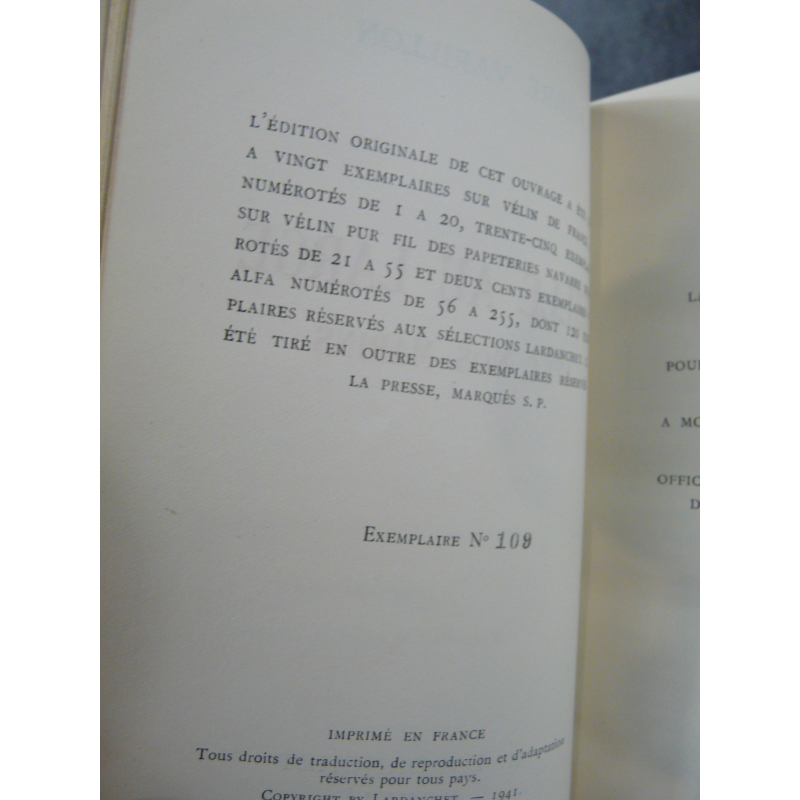 L'ÉDITION ORIGINALE DE CET OUVRAGE A ÉTÉ
A VINGT EXEMPLAIRES SUR VÉLIN DE
NUMÉROTÉS DE 1 A 20, TRENTE-CINQ
SUR VÉLIN PUR FIL DES PAPETERIES NAVARRE
ROTÉS DE 21 A 55 ET DEUX CENTS EXEMPLAIRES
ALFA NUMÉROTÉS DE 56 A 255, DONT 120
PLAIRES RÉSERVÉS AUX SÉLECTIONS LARDANCHET.
ÉTÉ TIRÉ EN OUTRE DES EXEMPLAIRES
LA PRESSE, MARQUÉS S. P.
EXEMPLAIRE Nº 109
IMPRIMÉ EN FRANCE
Tous droits de traduction, de reproduction et d'adaptation
réservés pour tous pays.
COPYRIGHT BY LARDANCHET — 1941.
A